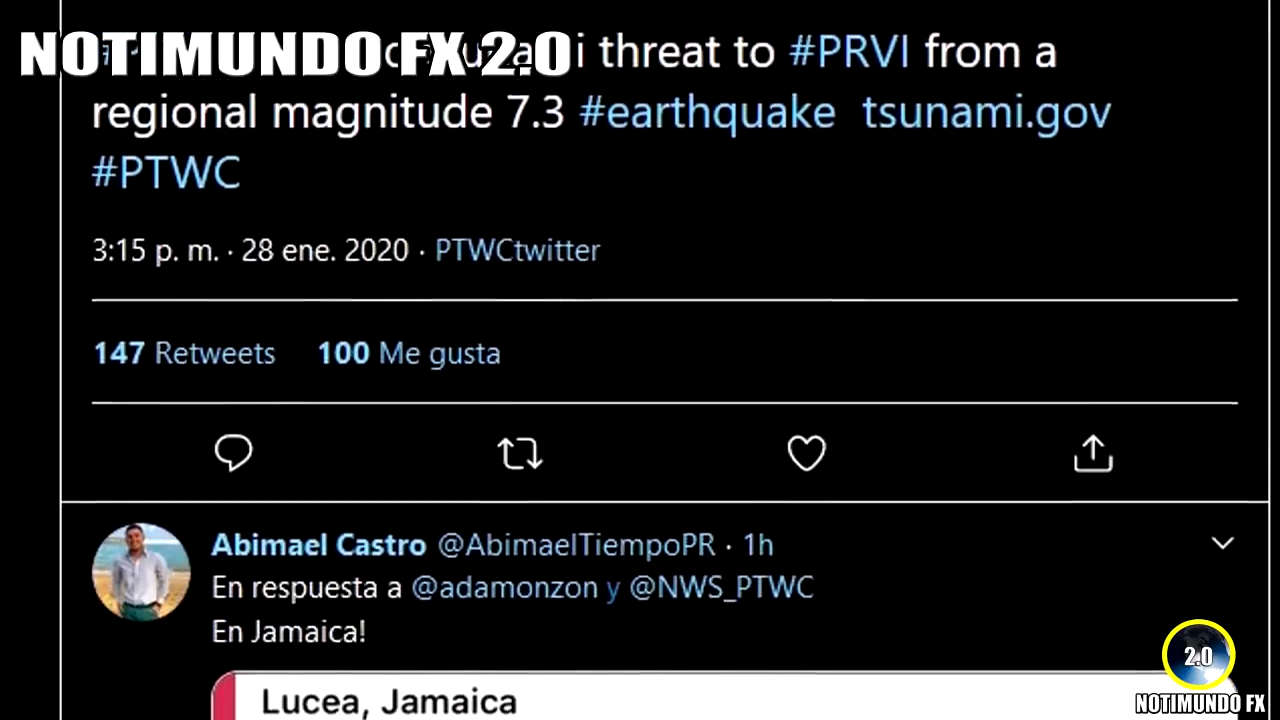 NOTIMUNDO FX 2.0
threat to #PRVI from a
regional magnitude 7.3 #earthquake tsunami.gov
#PTWC
3:15 p. m. · 28 ene. 2020 · PTWCtwitter
147 Retweets 100 Me gusta
Abimael Castro @AbimaelTiempoPR · 1h
En respuesta a @adamonzon y @NWS_PTWC
En Jamaica!
Lucea, Jamaica
2.0
NOTIMUNDO FX